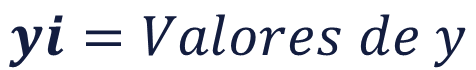 yi = Valores de y